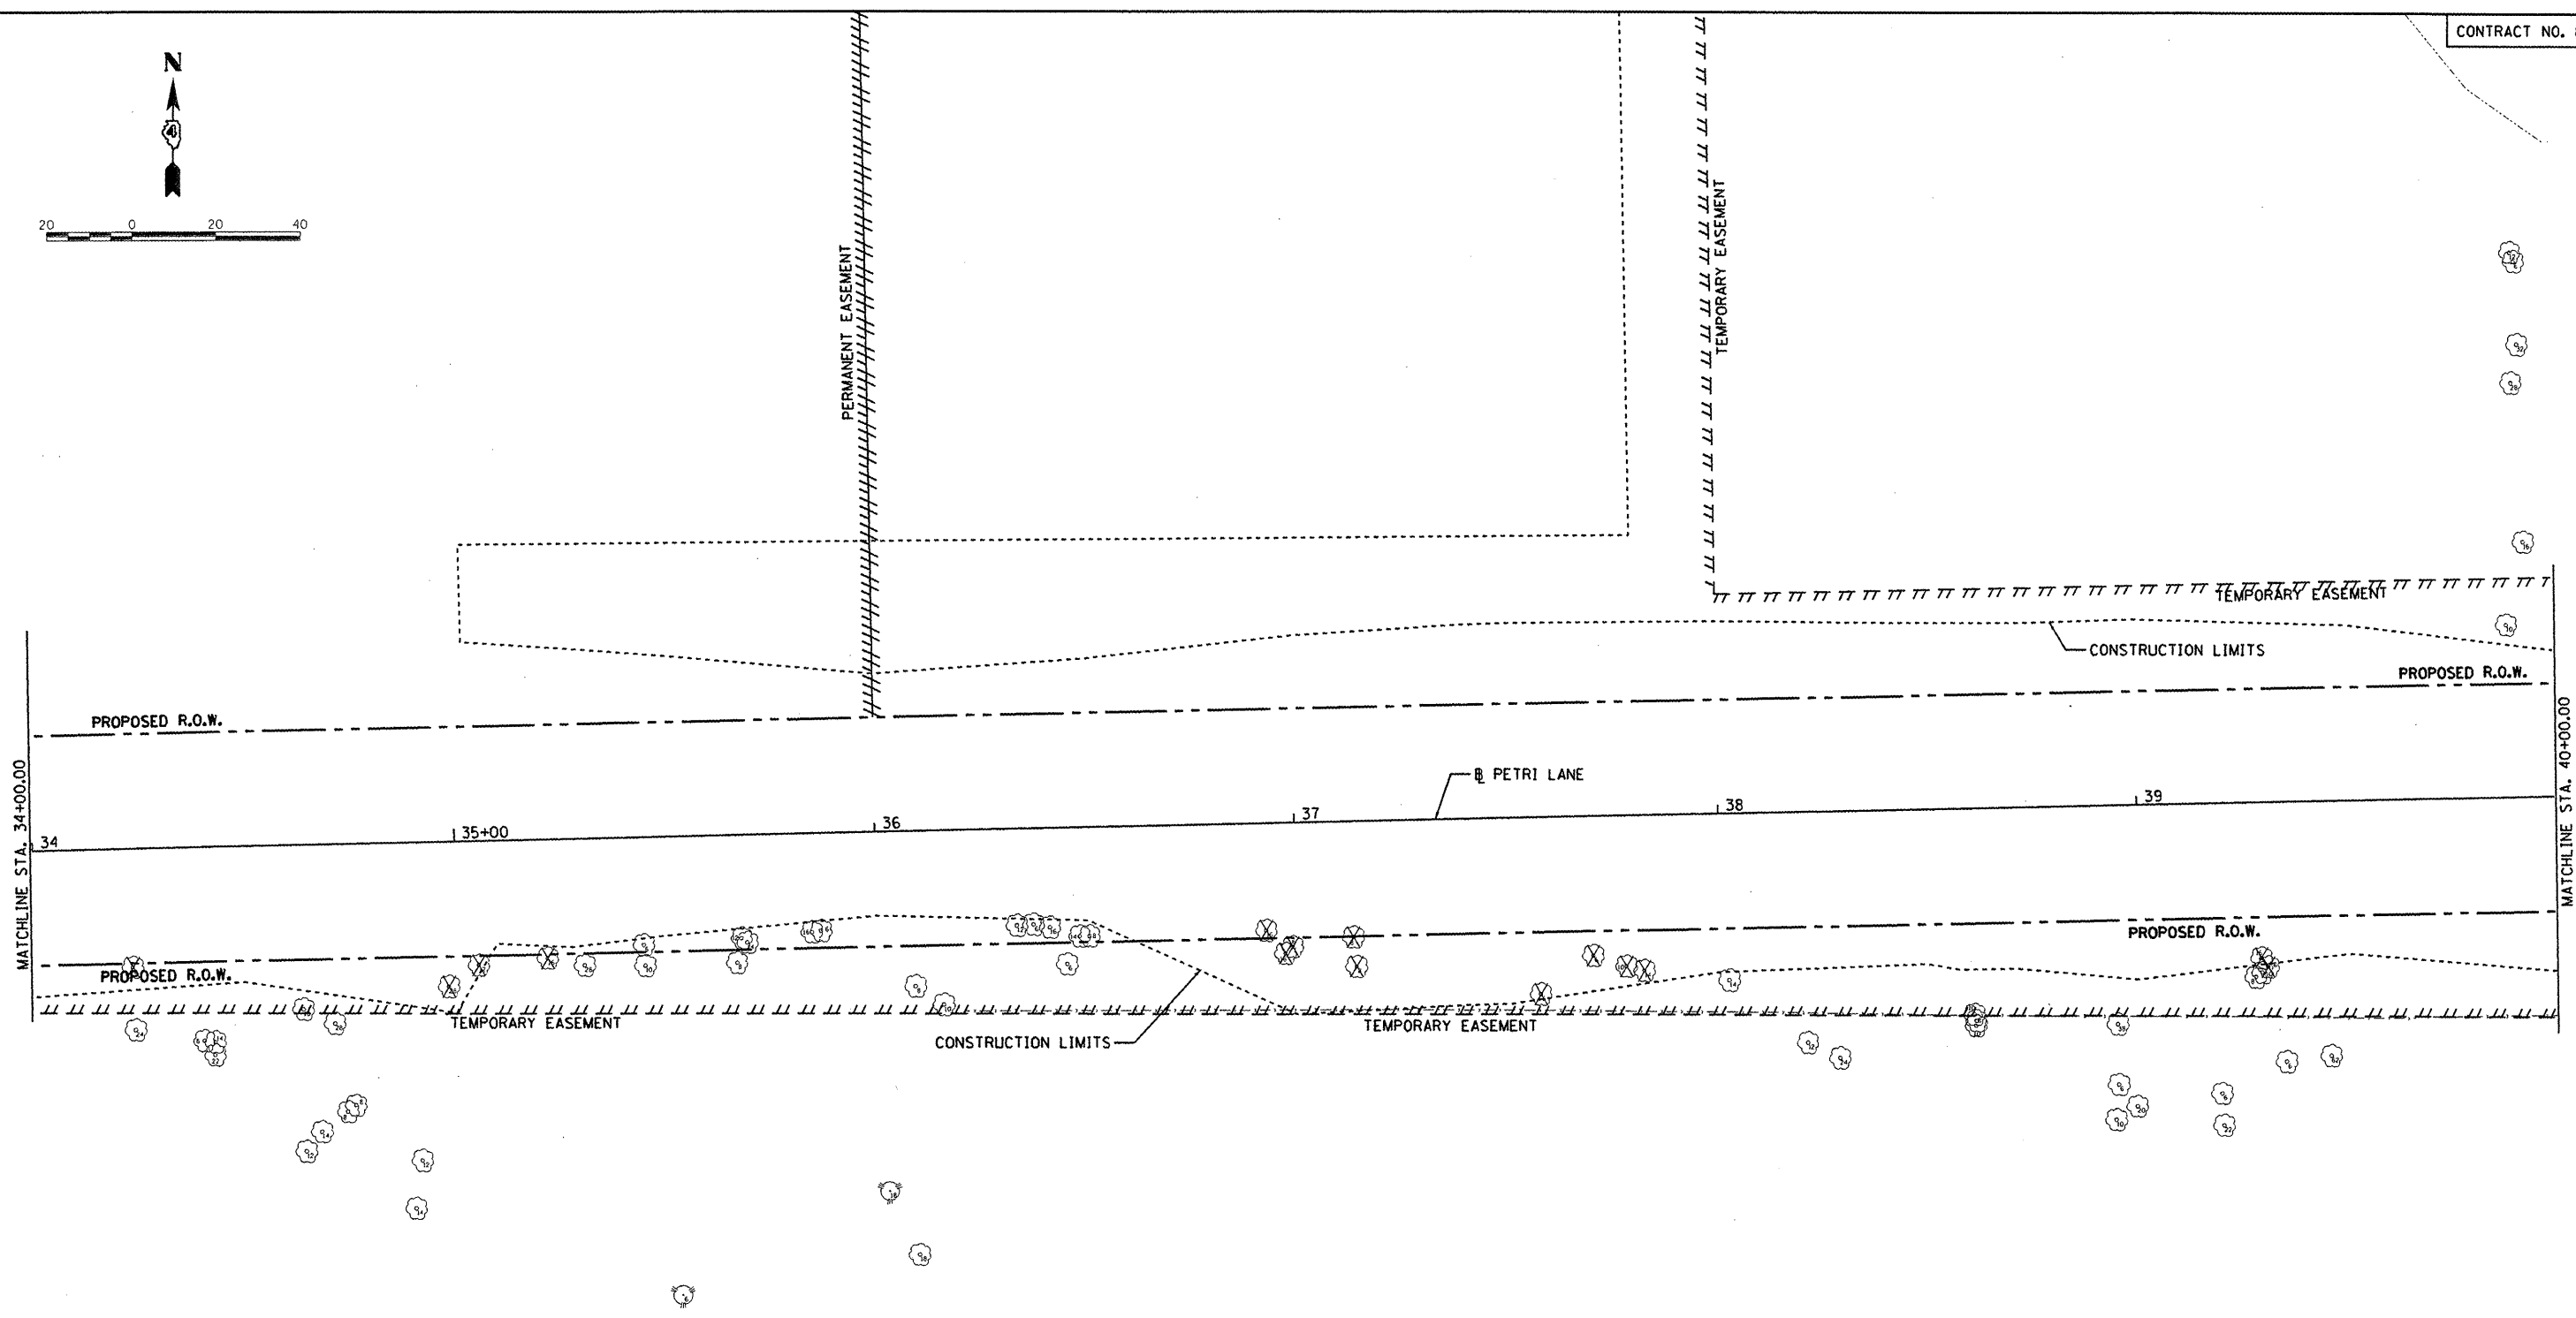 CONTRACT NO.
N
4
20 0 20 40
PERMANENT EASEMENT
TEMPORARY EASEMENT
TEMPORARY EASEMENT
CONSTRUCTION LIMITS
PROPOSED R.O.W.
PROPOSED R.O.W.
MATCHLINE STA. 34+00.00
MATCHLINE STA. 40+00.00
℄ PETRI LANE
34
35+00
36
37
38
39
PROPOSED R.O.W.
PROPOSED R.O.W.
TEMPORARY EASEMENT
TEMPORARY EASEMENT
CONSTRUCTION LIMITS